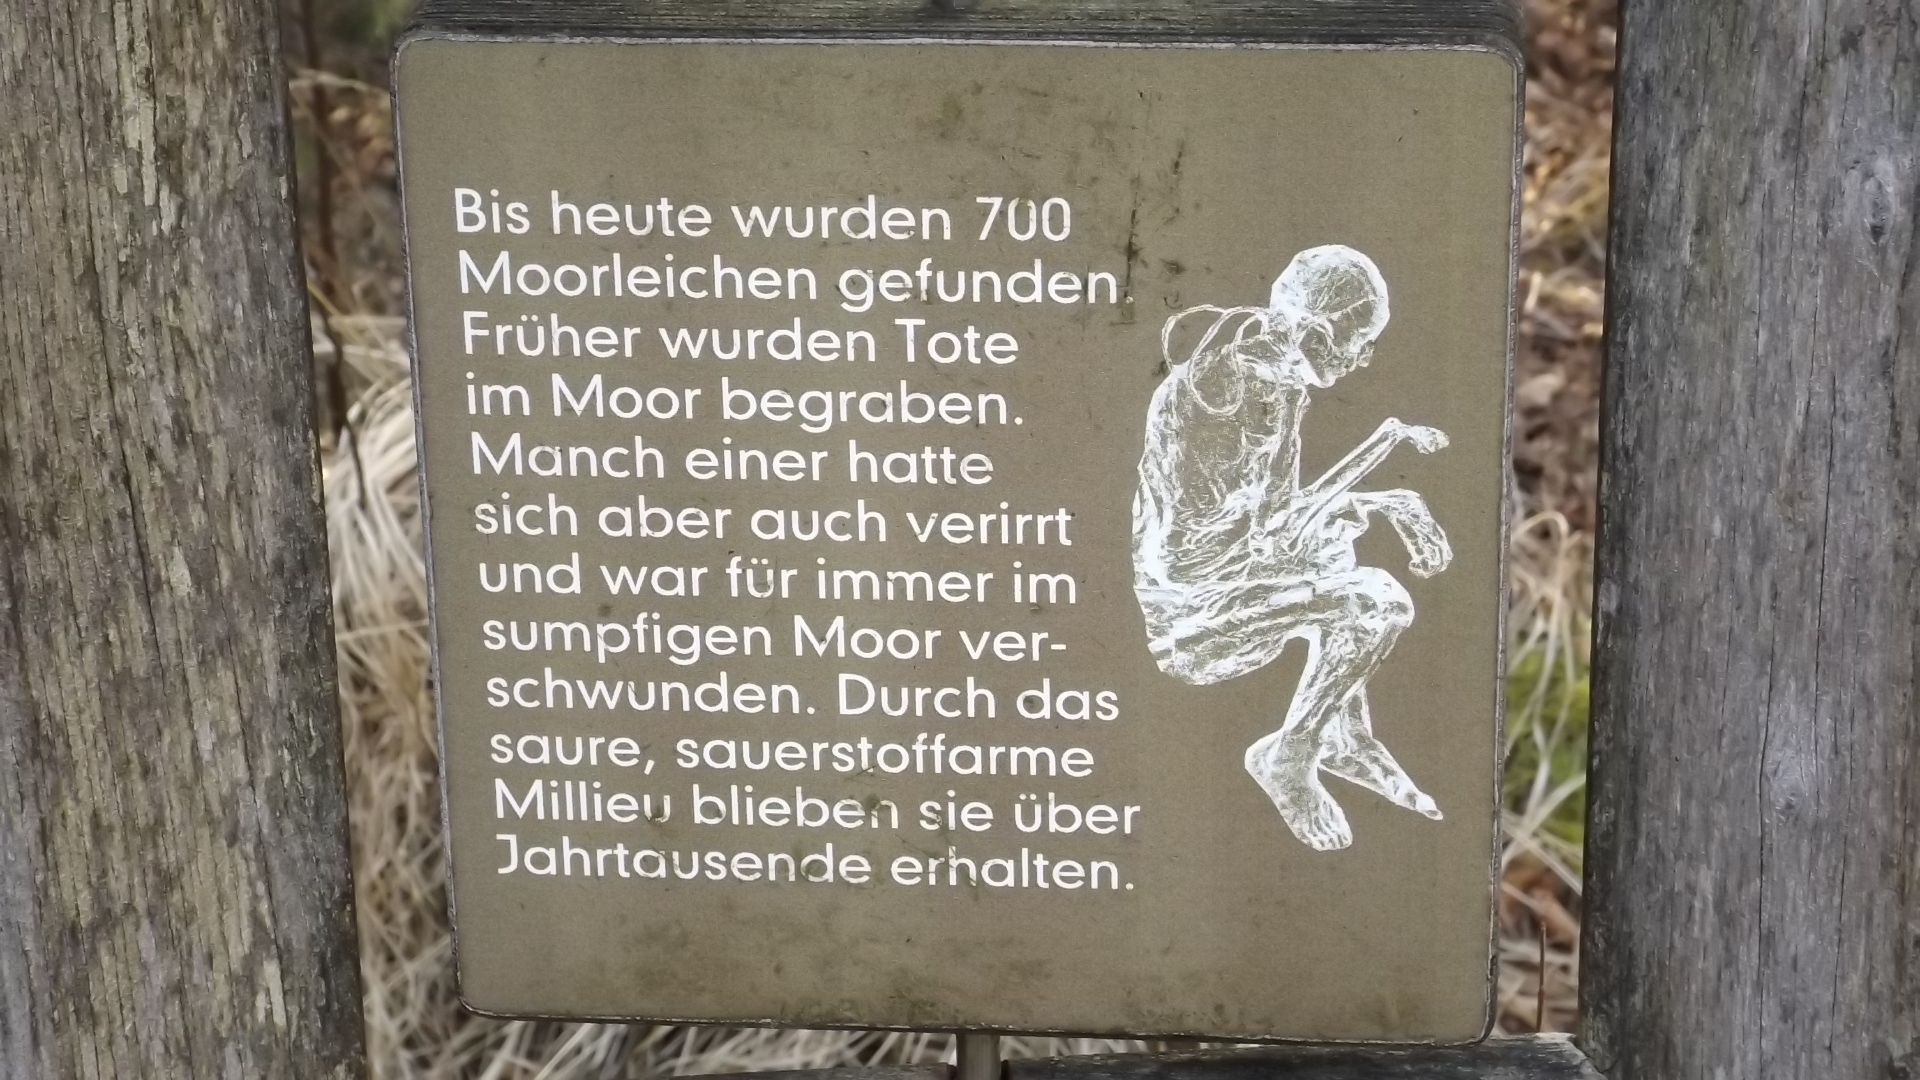 Bis heute wurden 700
Moorleichen gefunden.
Früher wurden Tote
im Moor begraben.
Manch einer hatte
sich aber auch verirrt
und war für immer im
sumpfigen Moor ver-
schwunden. Durch das
saure, sauerstoffarme
Millieu blieben sie über
Jahrtausende erhalten.